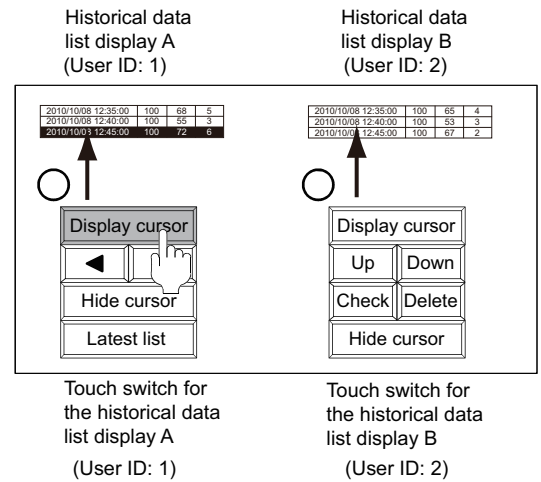 Historical data
list display A
(User ID: 1)
Historical data
list display B
(User ID: 2)
2010/10/08 12:35:00 100 68 5
2010/10/08 12:40:00 100 55 3
2010/10/08 12:45:00 100 72 6
2010/10/08 12:35:00 100 65 4
2010/10/08 12:40:00 100 53 3
2010/10/08 12:45:00 100 67 2
Display cursor
Hide cursor
Latest list
Display cursor
Up Down
Check Delete
Hide cursor
Touch switch for
the historical data
list display A
(User ID: 1)
Touch switch for
the historical data
list display B
(User ID: 2)